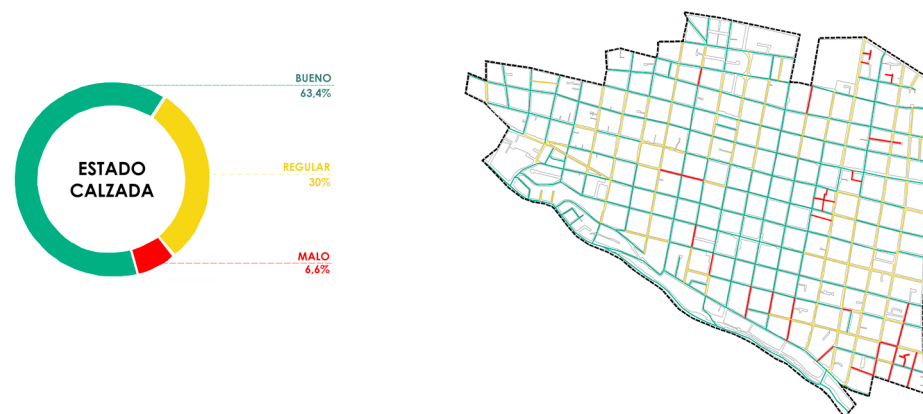 BUENO
63,4%
ESTADO
CALZADA
REGULAR
30%
MALO
6,6%